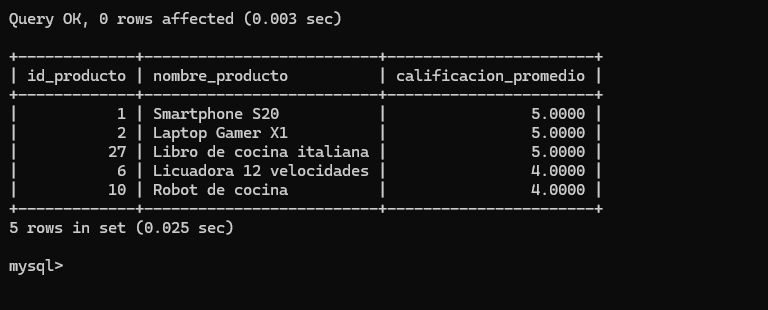 Query OK, 0 rows affected (0.003 sec)
+-------------+--------------------------+-----------------------+
| id_producto | nombre_producto          | calificacion_promedio |
+-------------+--------------------------+-----------------------+
|           1 | Smartphone S20           |                5.0000 |
|           2 | Laptop Gamer X1          |                5.0000 |
|          27 | Libro de cocina italiana |                5.0000 |
|           6 | Licuadora 12 velocidades |                4.0000 |
|          10 | Robot de cocina          |                4.0000 |
+-------------+--------------------------+-----------------------+
5 rows in set (0.025 sec)
mysql>